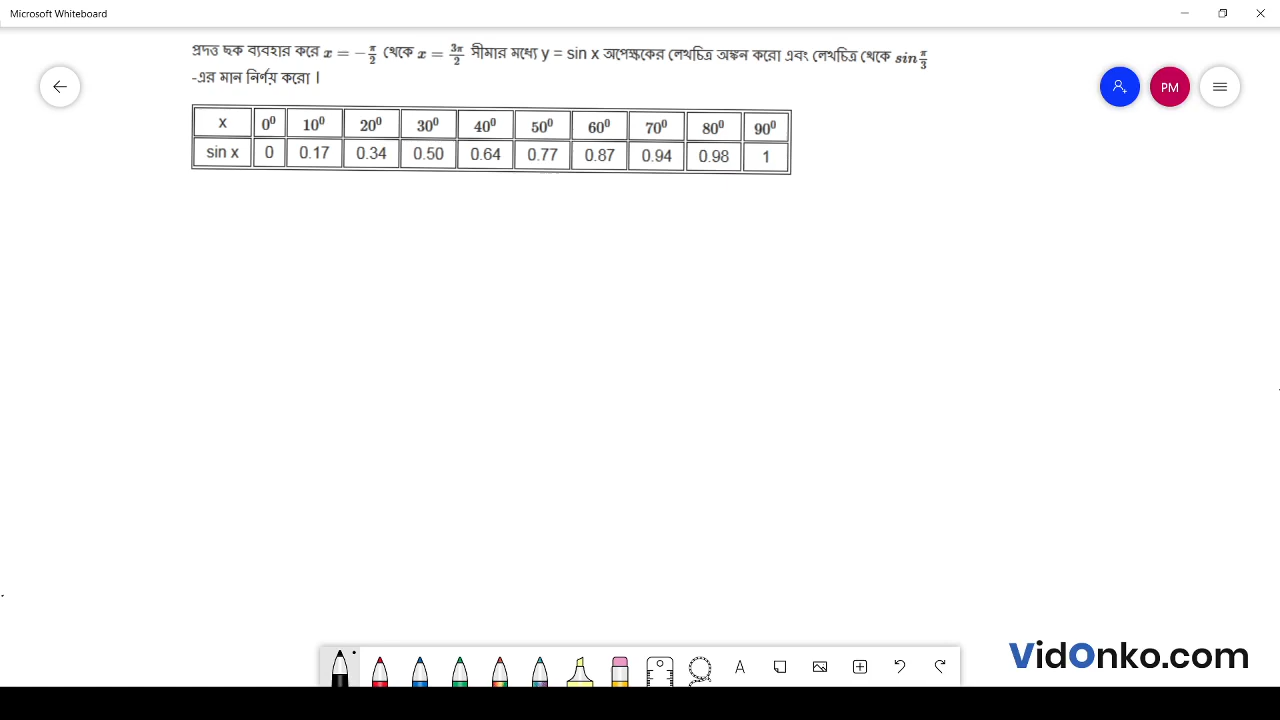 Microsoft Whiteboard
প্রদত্ত ছক ব্যবহার করে x = −π/2 থেকে x = 3π/2 সীমার মধ্যে y = sin x অপেক্ষকের লেখচিত্র অঙ্কন করো এবং লেখচিত্র থেকে sin π/3
-এর মান নির্ণয় করো ।
PM
x 0⁰ 10⁰ 20⁰ 30⁰ 40⁰ 50⁰ 60⁰ 70⁰ 80⁰ 90⁰
sin x 0 0.17 0.34 0.50 0.64 0.77 0.87 0.94 0.98 1
A
VidOnko.com